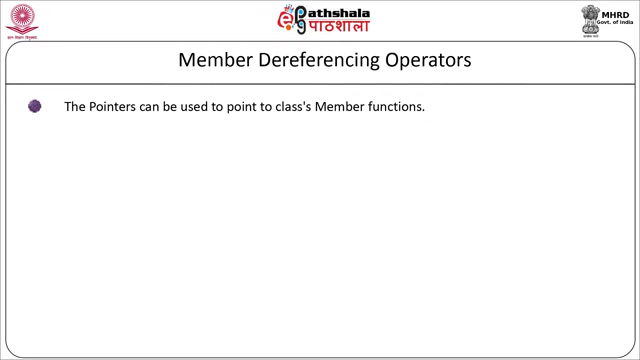 Pathshala
पाठशाला
MHRD
Govt. of India
Member Dereferencing Operators
The Pointers can be used to point to class's Member functions.